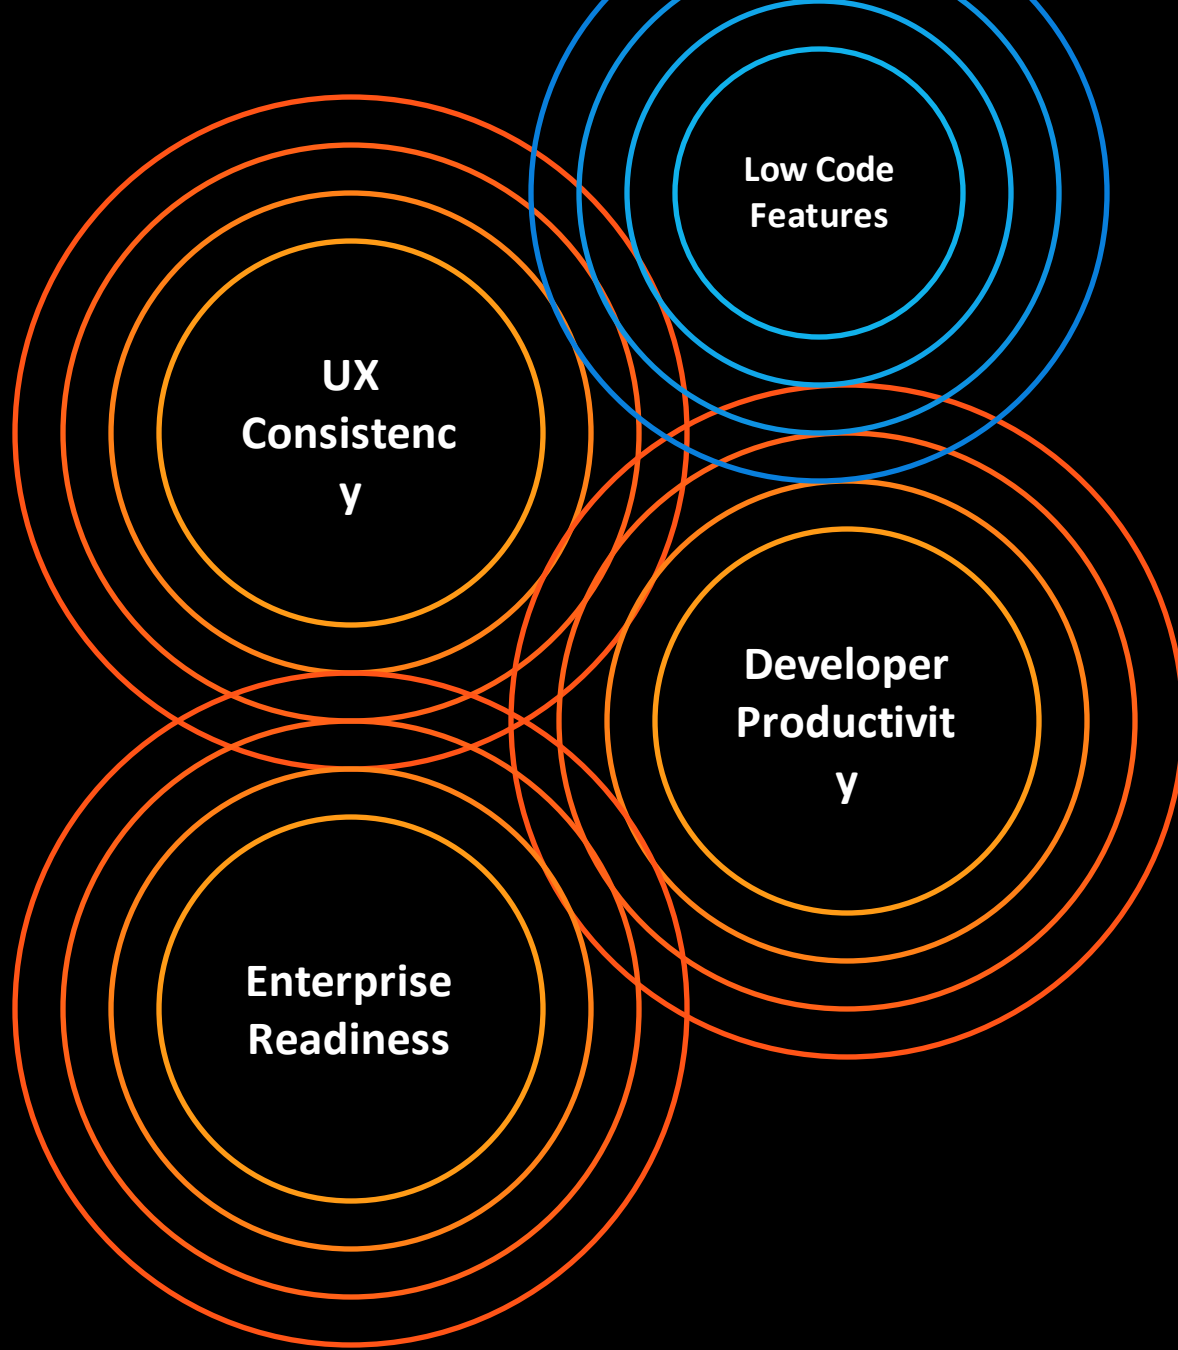 Low Code
Features
UX
Consistenc
y
Developer
Productivit
y
Enterprise
Readiness